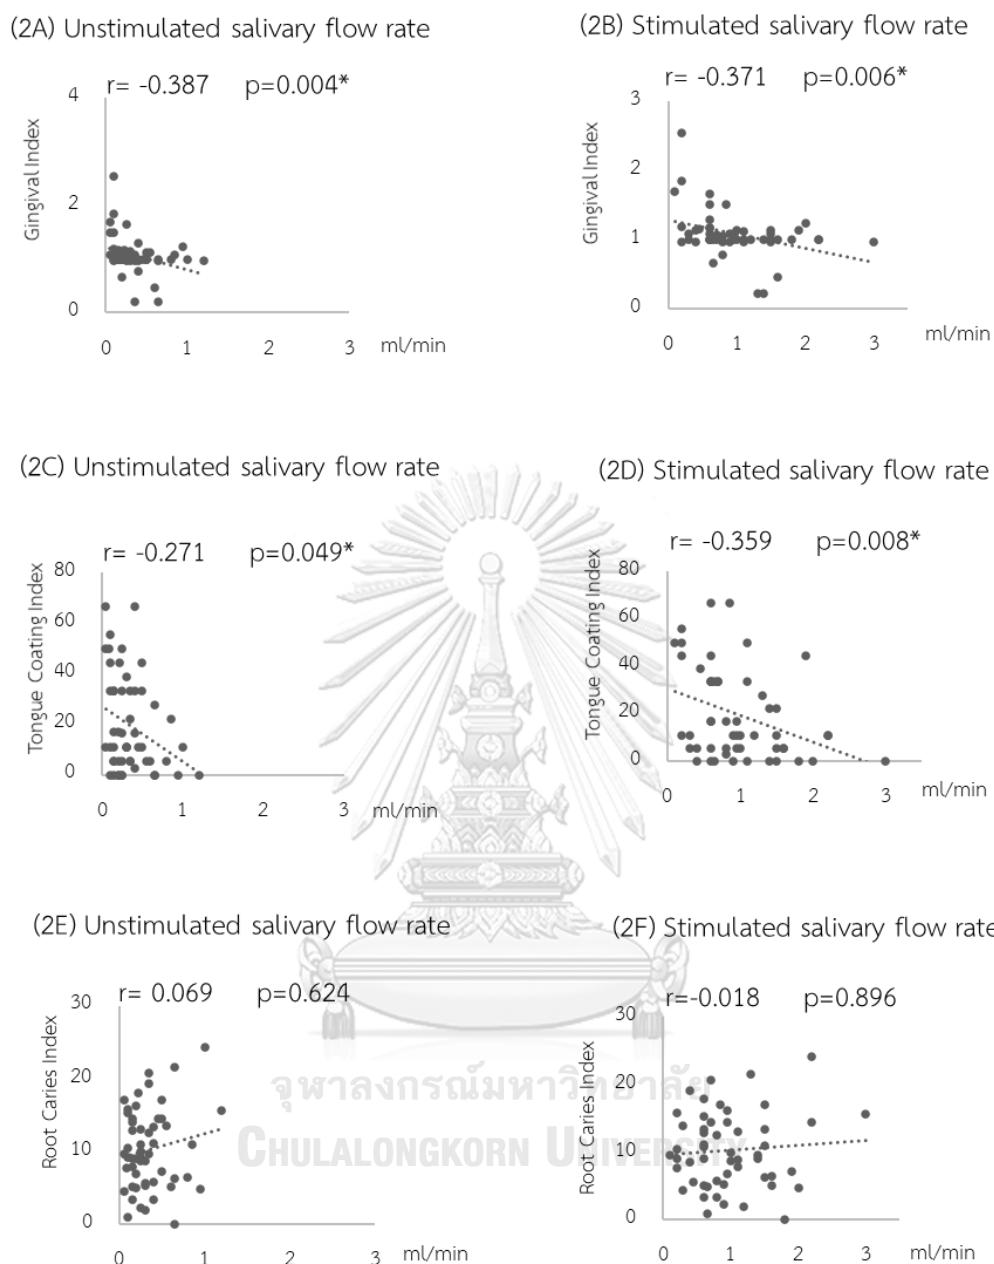 (2A) Unstimulated salivary flow rate
r= -0.387 p=0.004*
Gingival Index
4
2
0
0 1 2 3 ml/min
(2B) Stimulated salivary flow rate
r= -0.371 p=0.006*
Gingival Index
3
2
1
0
0 1 2 3 ml/min
(2C) Unstimulated salivary flow rate
r= -0.271 p=0.049*
Tongue Coating Index
80
60
40
20
0
0 1 2 3 ml/min
(2D) Stimulated salivary flow rate
r= -0.359 p=0.008*
Tongue Coating Index
80
60
40
20
0
0 1 2 3 ml/min
(2E) Unstimulated salivary flow rate
r= 0.069 p=0.624
Root Caries Index
30
20
10
0
0 1 2 3 ml/min
(2F) Stimulated salivary flow rate
r=-0.018 p=0.896
Root Caries Index
30
20
10
0
0 1 2 3 ml/min
จุฬาลงกรณ์มหาวิทยาลัย
CHULALONGKORN UNIVERSITY